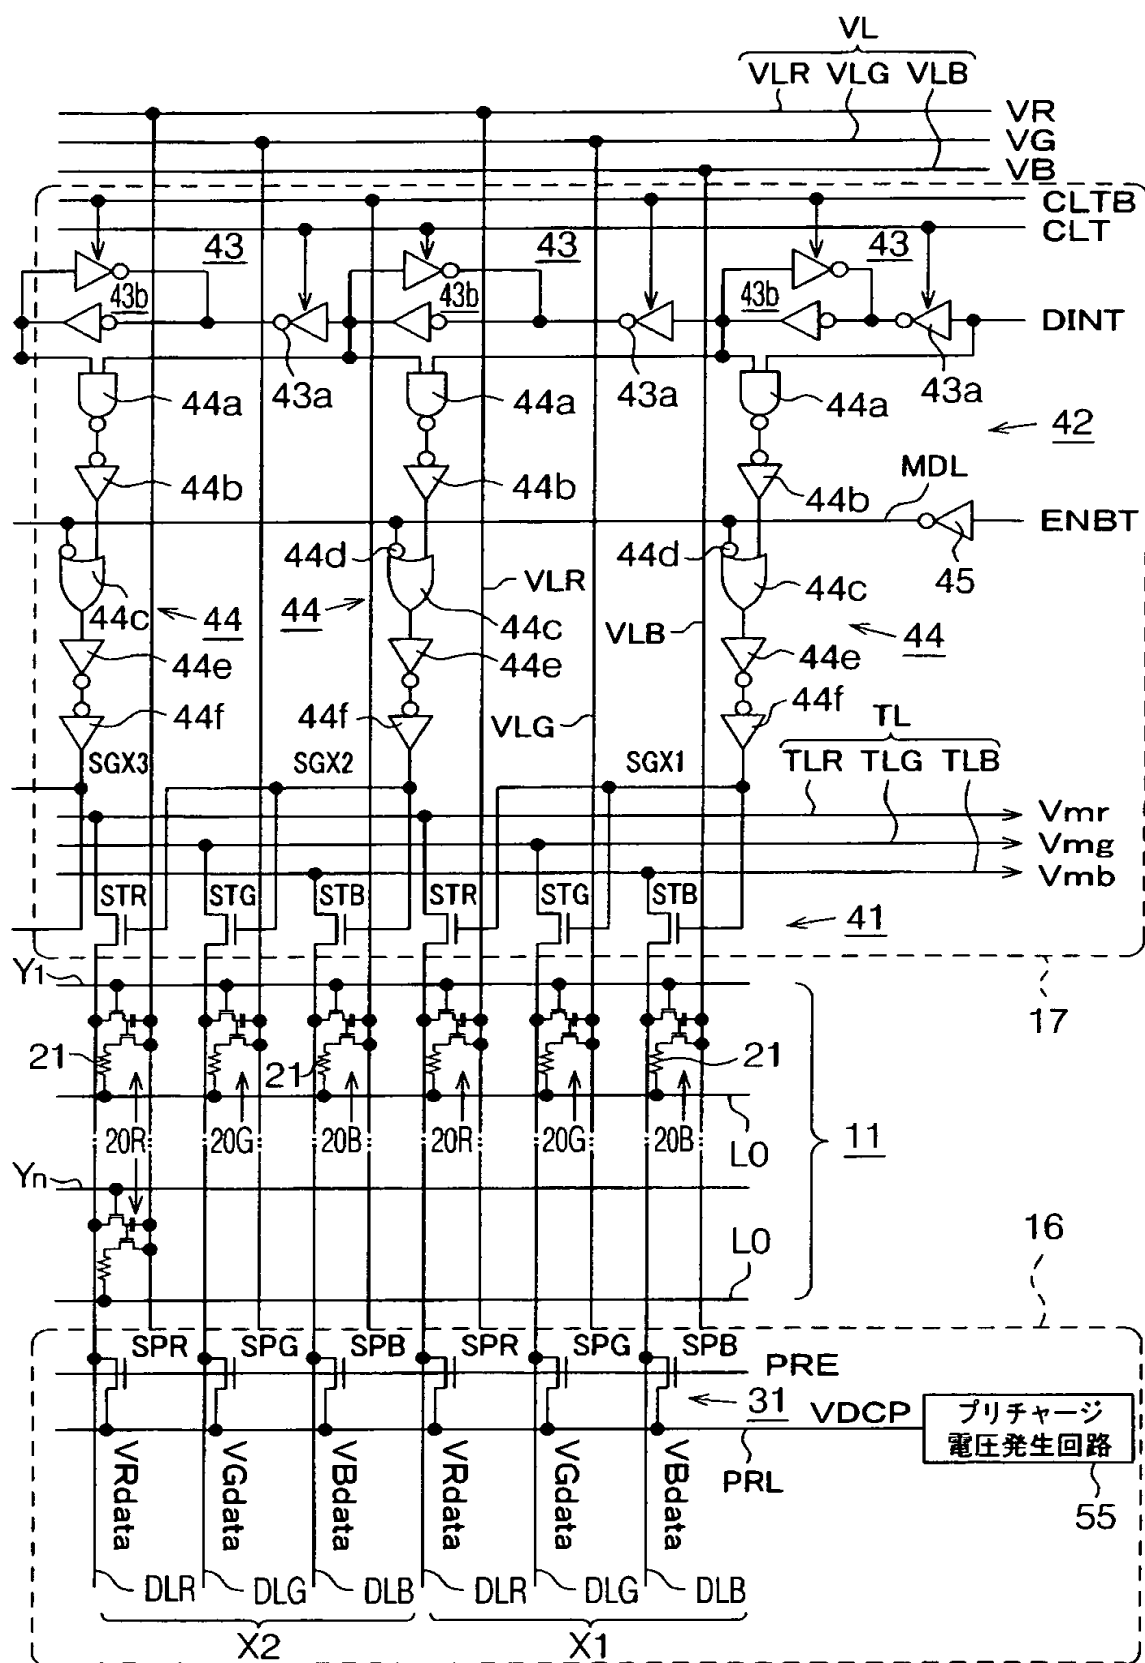 VL
VLR VLG VLB
VR
VG
VB
CLTB
CLT
43 43 43
43b 43b 43b
DINT
43a 43a 43a
44a 44a 44a
42
44b 44b 44b
MDL
ENBT
44d 44d
45
VLR
44c 44 44 44c 44c
VLB
44
44e 44e 44e
44f 44f 44f
VLG
TL
SGX3 SGX2 SGX1
TLR TLG TLB
Vmr
Vmg
Vmb
STR STG STB STR STG STB
41
Y1
17
21 21 21
20R 20G 20B 20R 20G 20B
LO
11
Yn
16
LO
SPR SPG SPB SPR SPG SPB
PRE
31
VDCP
プリチャージ
電圧発生回路
VRdata VGdata VBdata VRdata VGdata VBdata
PRL
55
DLR DLG DLB DLR DLG DLB
X2 X1